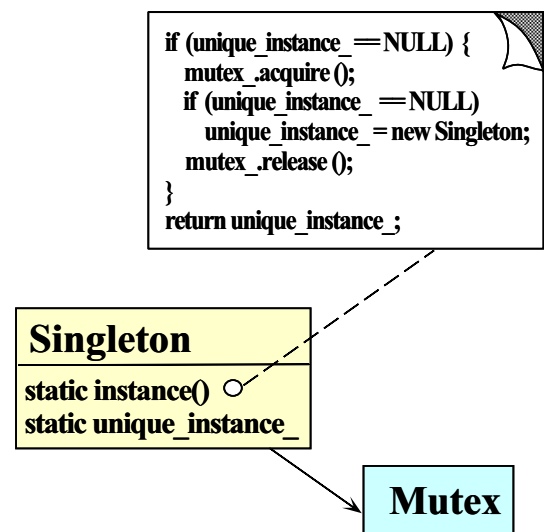 if (unique_instance_ == NULL) {
mutex_.acquire ();
if (unique_instance_ == NULL)
unique_instance_ = new Singleton;
mutex_.release ();
}
return unique_instance_;
Singleton
static instance()
static unique_instance_
Mutex